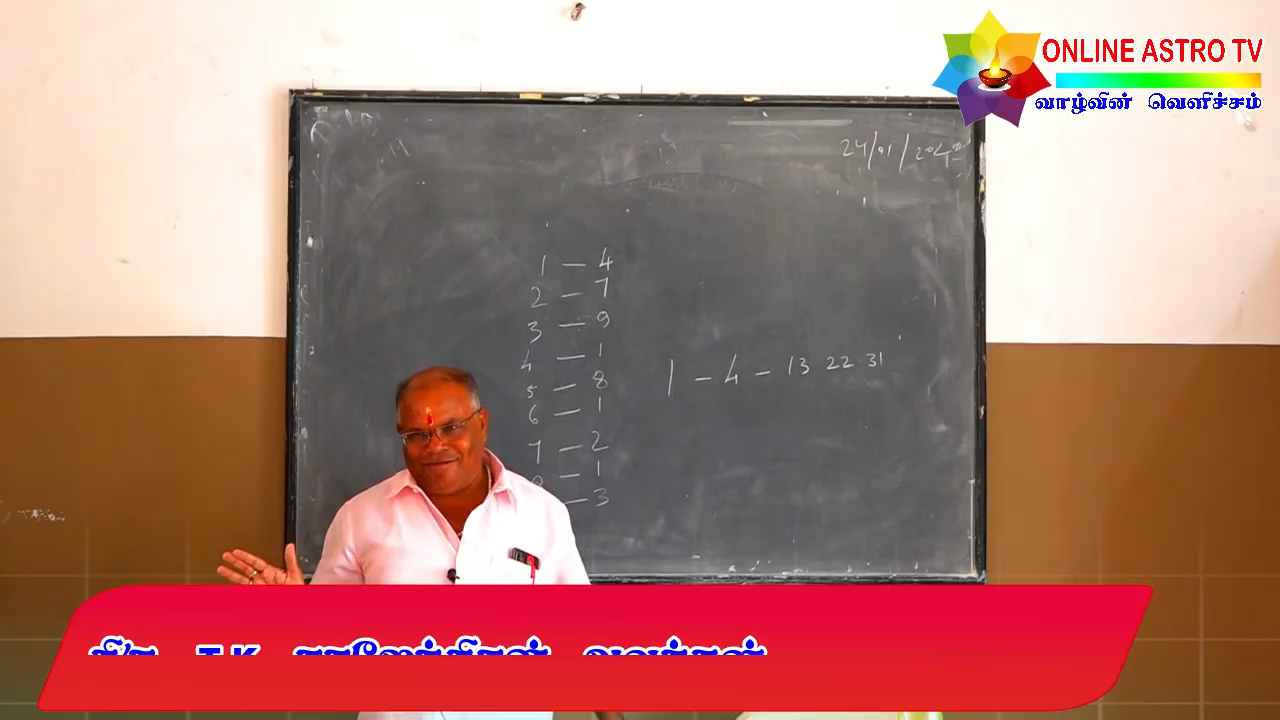 ONLINE ASTRO TV
வாழ்வின் வெளிச்சம்
24/01/202
1 – 4
2 – 7
3 – 9
4 – 1
5 – 8
6 – 1
7 – 2
– 1
– 3
1 – 4 – 13 22 31
T.K